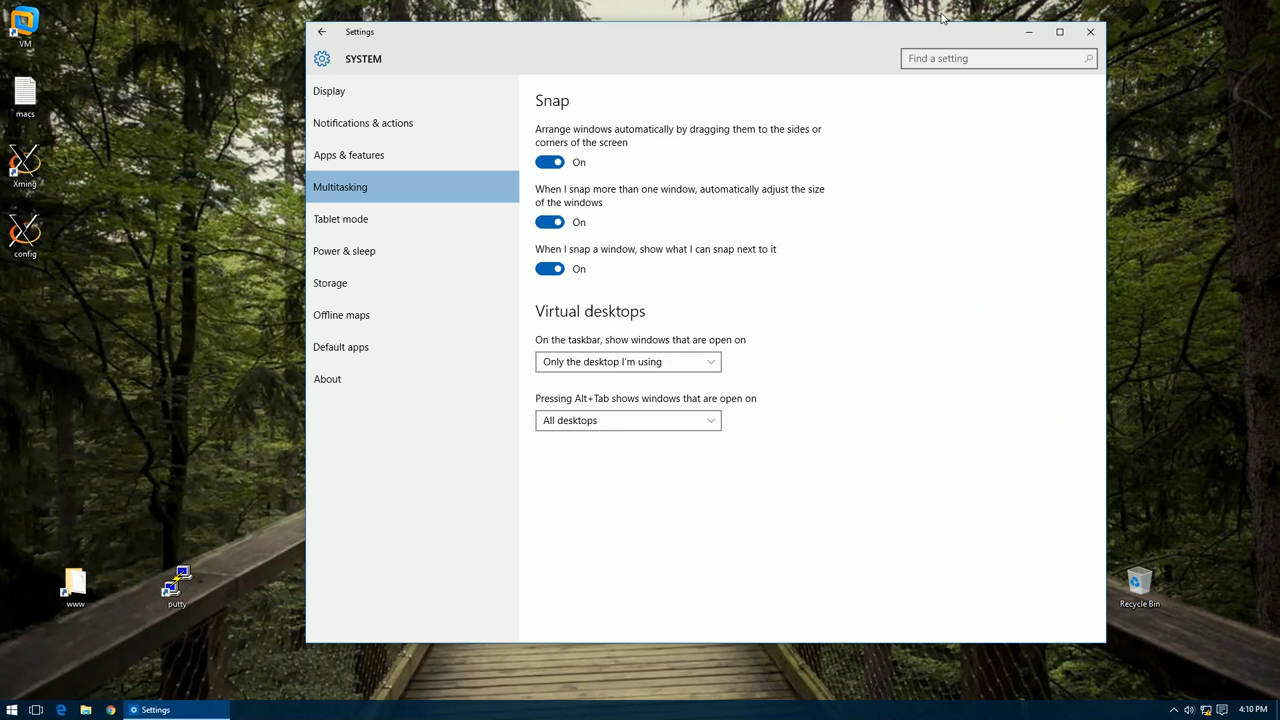 VM
macs
Xming
config
www
putty
Recycle Bin
Settings
SYSTEM
Find a setting
Display
Notifications & actions
Apps & features
Multitasking
Tablet mode
Power & sleep
Storage
Offline maps
Default apps
About
Snap
Arrange windows automatically by dragging them to the sides or
corners of the screen
On
When I snap more than one window, automatically adjust the size
of the windows
On
When I snap a window, show what I can snap next to it
On
Virtual desktops
On the taskbar, show windows that are open on
Only the desktop I'm using
Pressing Alt+Tab shows windows that are open on
All desktops
Settings
4:10 PM